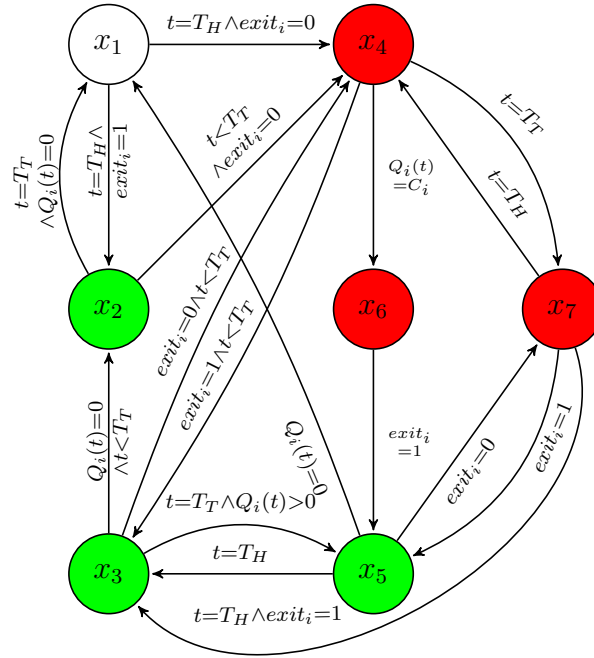 x₁
t=T_H∧exit_i=0
x₄
t=T_T
∧Q_i(t)=0
t=T_H∧
exit_i=1
t<T_T
∧exit_i=0
Q_i(t)
=C_i
t=T_H
t=T_T
x₂
x₆
x₇
exit_i=0∧t<T_T
exit_i=1∧t<T_T
Q_i(t)=0
∧t<T_T
Q_i(t)=0
exit_i
=1
exit_i=0
exit_i=1
t=T_T∧Q_i(t)>0
x₃
t=T_H
x₅
t=T_H∧exit_i=1